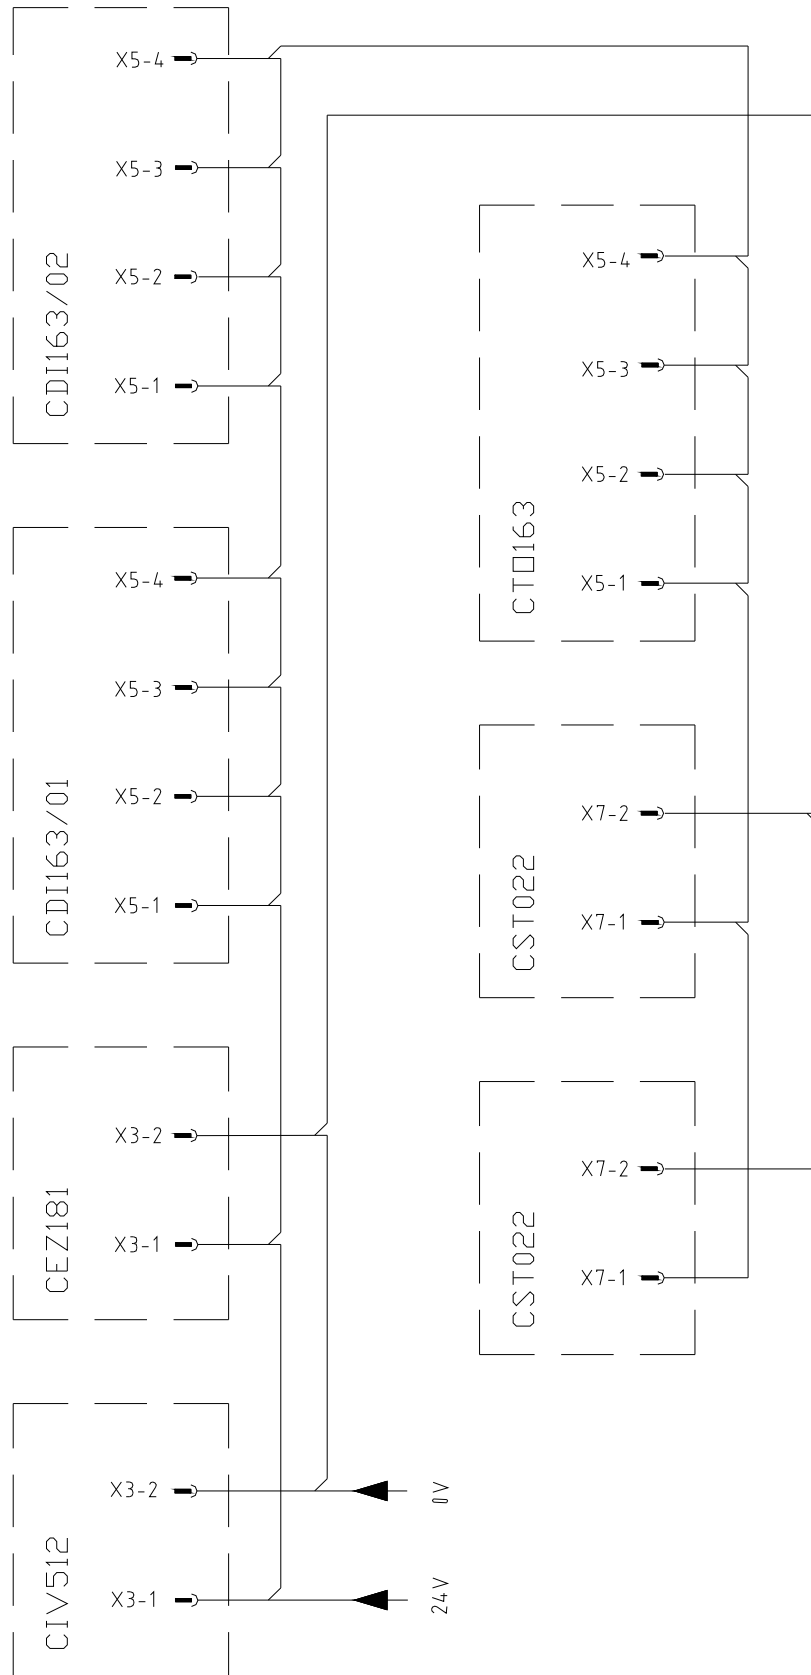 X5-4
X5-3
X5-2
X5-1
CDI163/02
X5-4
X5-3
X5-2
X5-1
CDI163/01
X3-2
X3-1
CEZ181
X3-2
X3-1
CIV512
0V
24V
X5-4
X5-3
X5-2
X5-1
CTO163
X7-2
X7-1
CST022
X7-2
X7-1
CST022